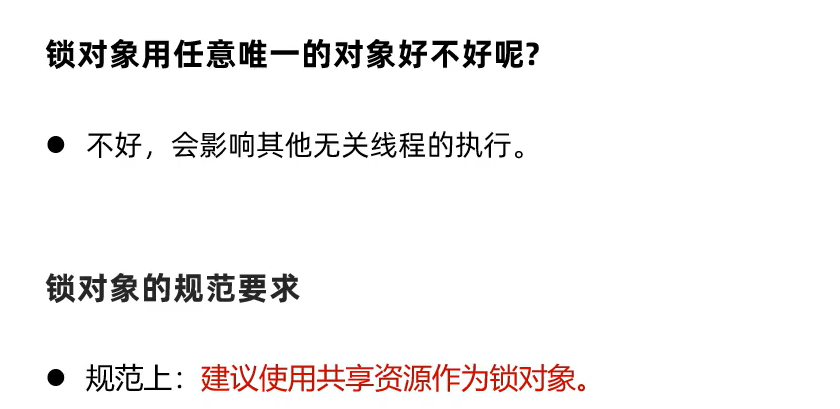 锁对象用任意唯一的对象好不好呢?
● 不好，会影响其他无关线程的执行。
锁对象的规范要求
● 规范上：建议使用共享资源作为锁对象。